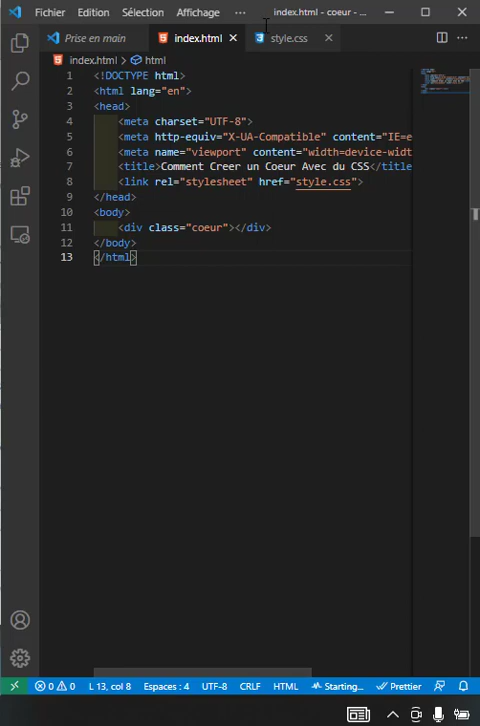 Fichier Edition Sélection Affichage ··· index.html - coeur - ...
Prise en main index.html style.css
index.html > html
1 <!DOCTYPE html>
2 <html lang="en">
3 <head>
4 <meta charset="UTF-8">
5 <meta http-equiv="X-UA-Compatible" content="IE=e
6 <meta name="viewport" content="width=device-widt
7 <title>Comment Creer un Coeur Avec du CSS</title
8 <link rel="stylesheet" href="style.css">
9 </head>
10 <body>
11 <div class="coeur"></div>
12 </body>
13 </html>
0 0 L 13, col 8 Espaces : 4 UTF-8 CRLF HTML Starting... Prettier